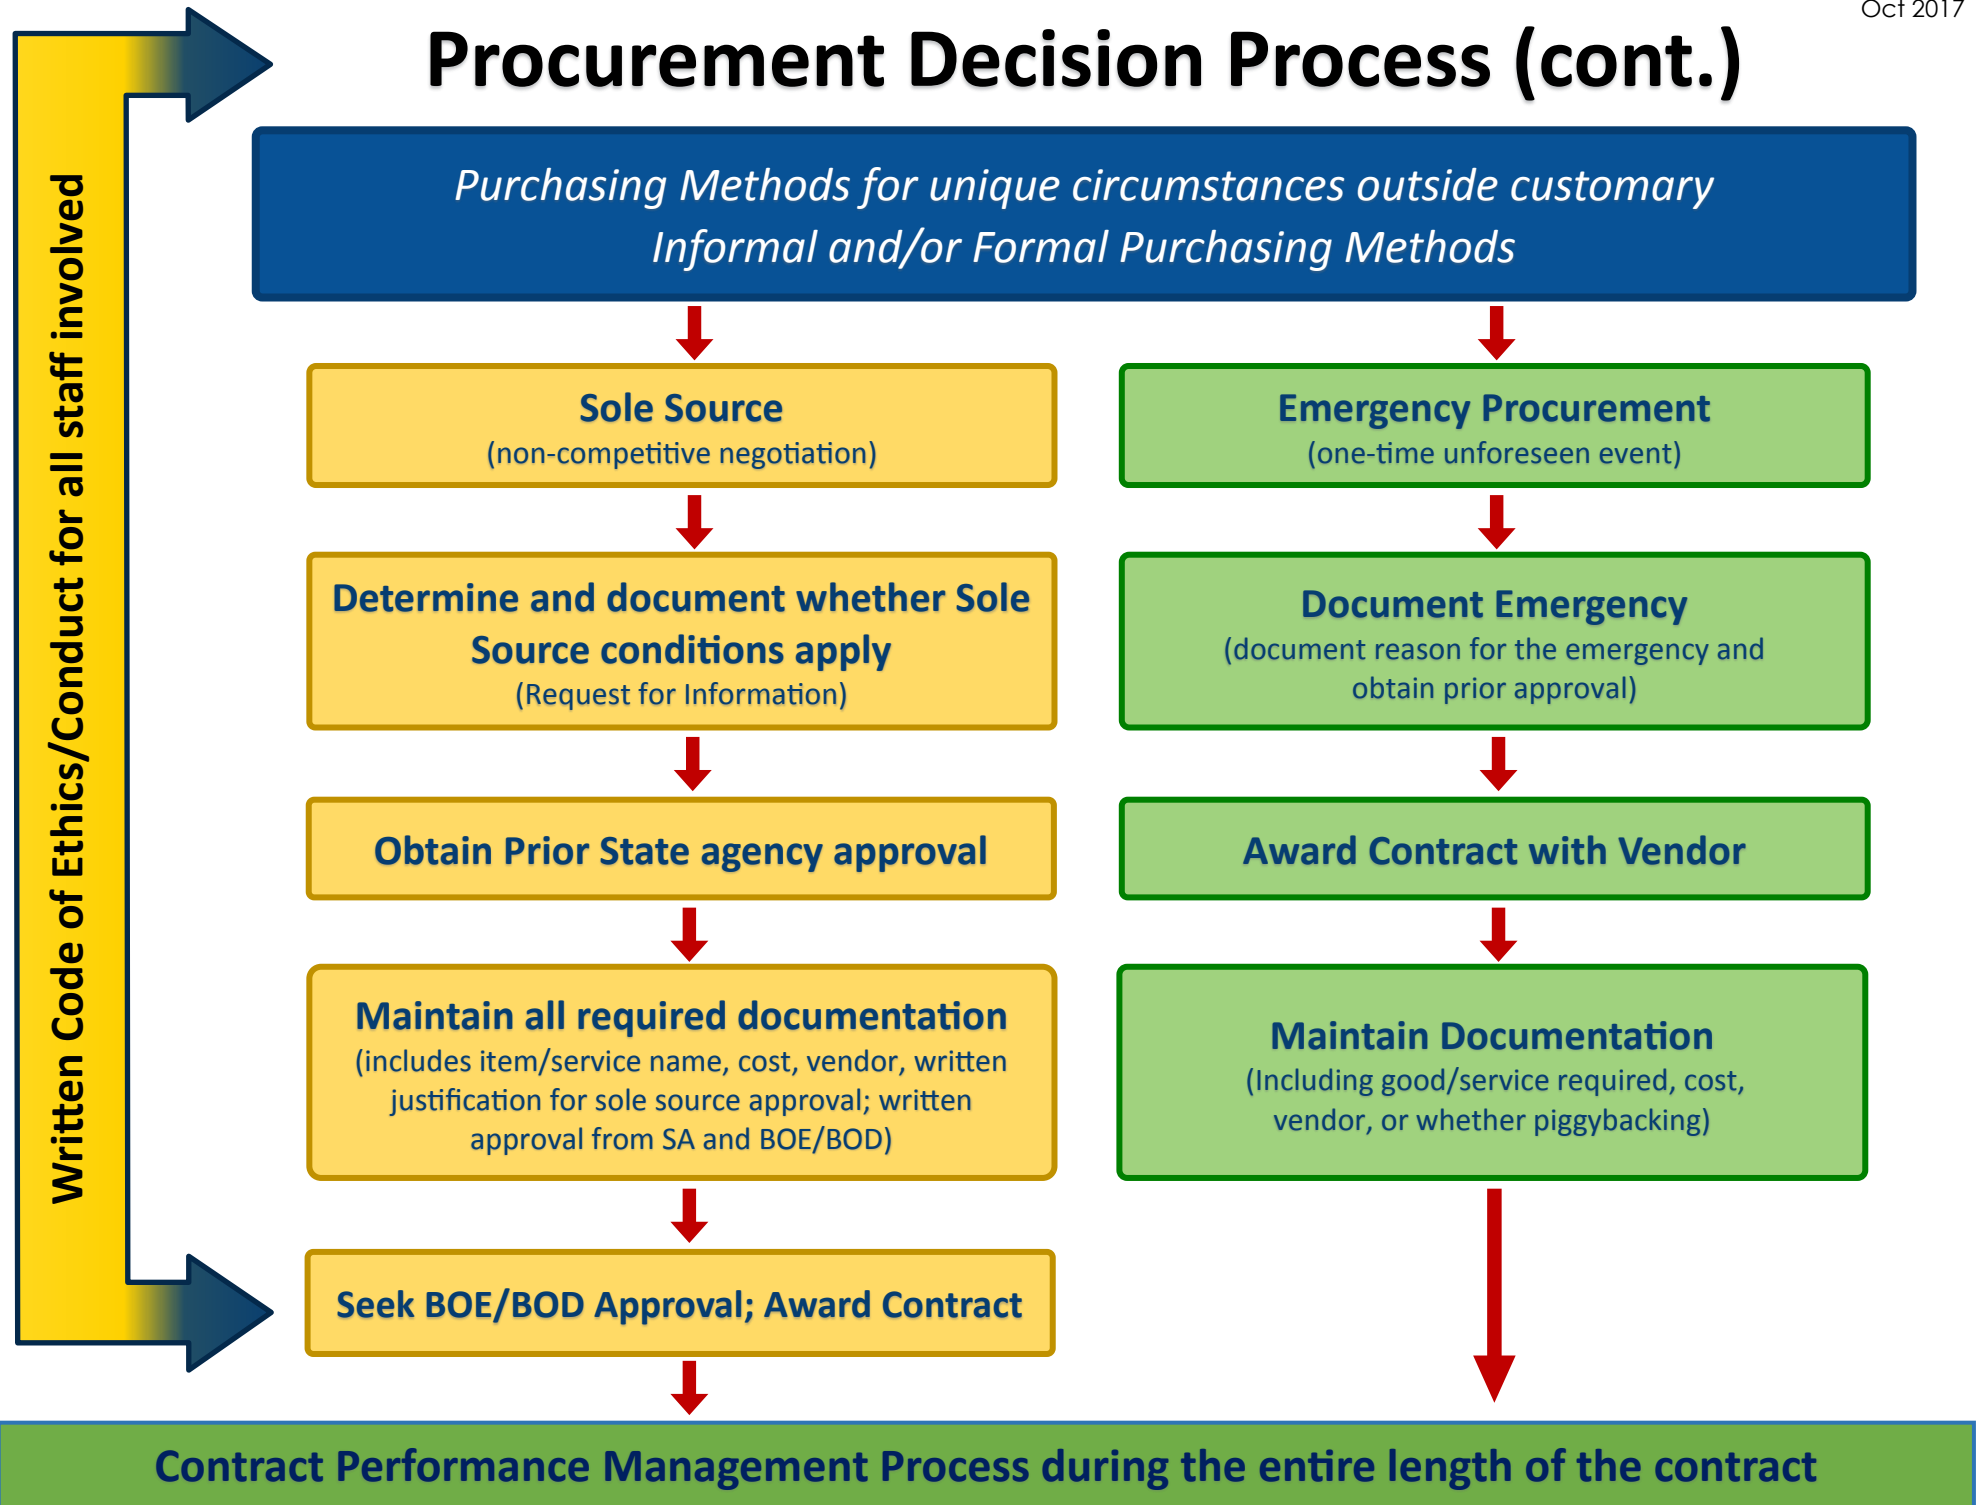 Oct 2017
Procurement Decision Process (cont.)
Written Code of Ethics/Conduct for all staff involved
Purchasing Methods for unique circumstances outside customary
Informal and/or Formal Purchasing Methods
Sole Source
(non-competitive negotiation)
Determine and document whether Sole
Source conditions apply
(Request for Information)
Obtain Prior State agency approval
Maintain all required documentation
(includes item/service name, cost, vendor, written
justification for sole source approval; written
approval from SA and BOE/BOD)
Seek BOE/BOD Approval; Award Contract
Emergency Procurement
(one-time unforeseen event)
Document Emergency
(document reason for the emergency and
obtain prior approval)
Award Contract with Vendor
Maintain Documentation
(Including good/service required, cost,
vendor, or whether piggybacking)
Contract Performance Management Process during the entire length of the contract